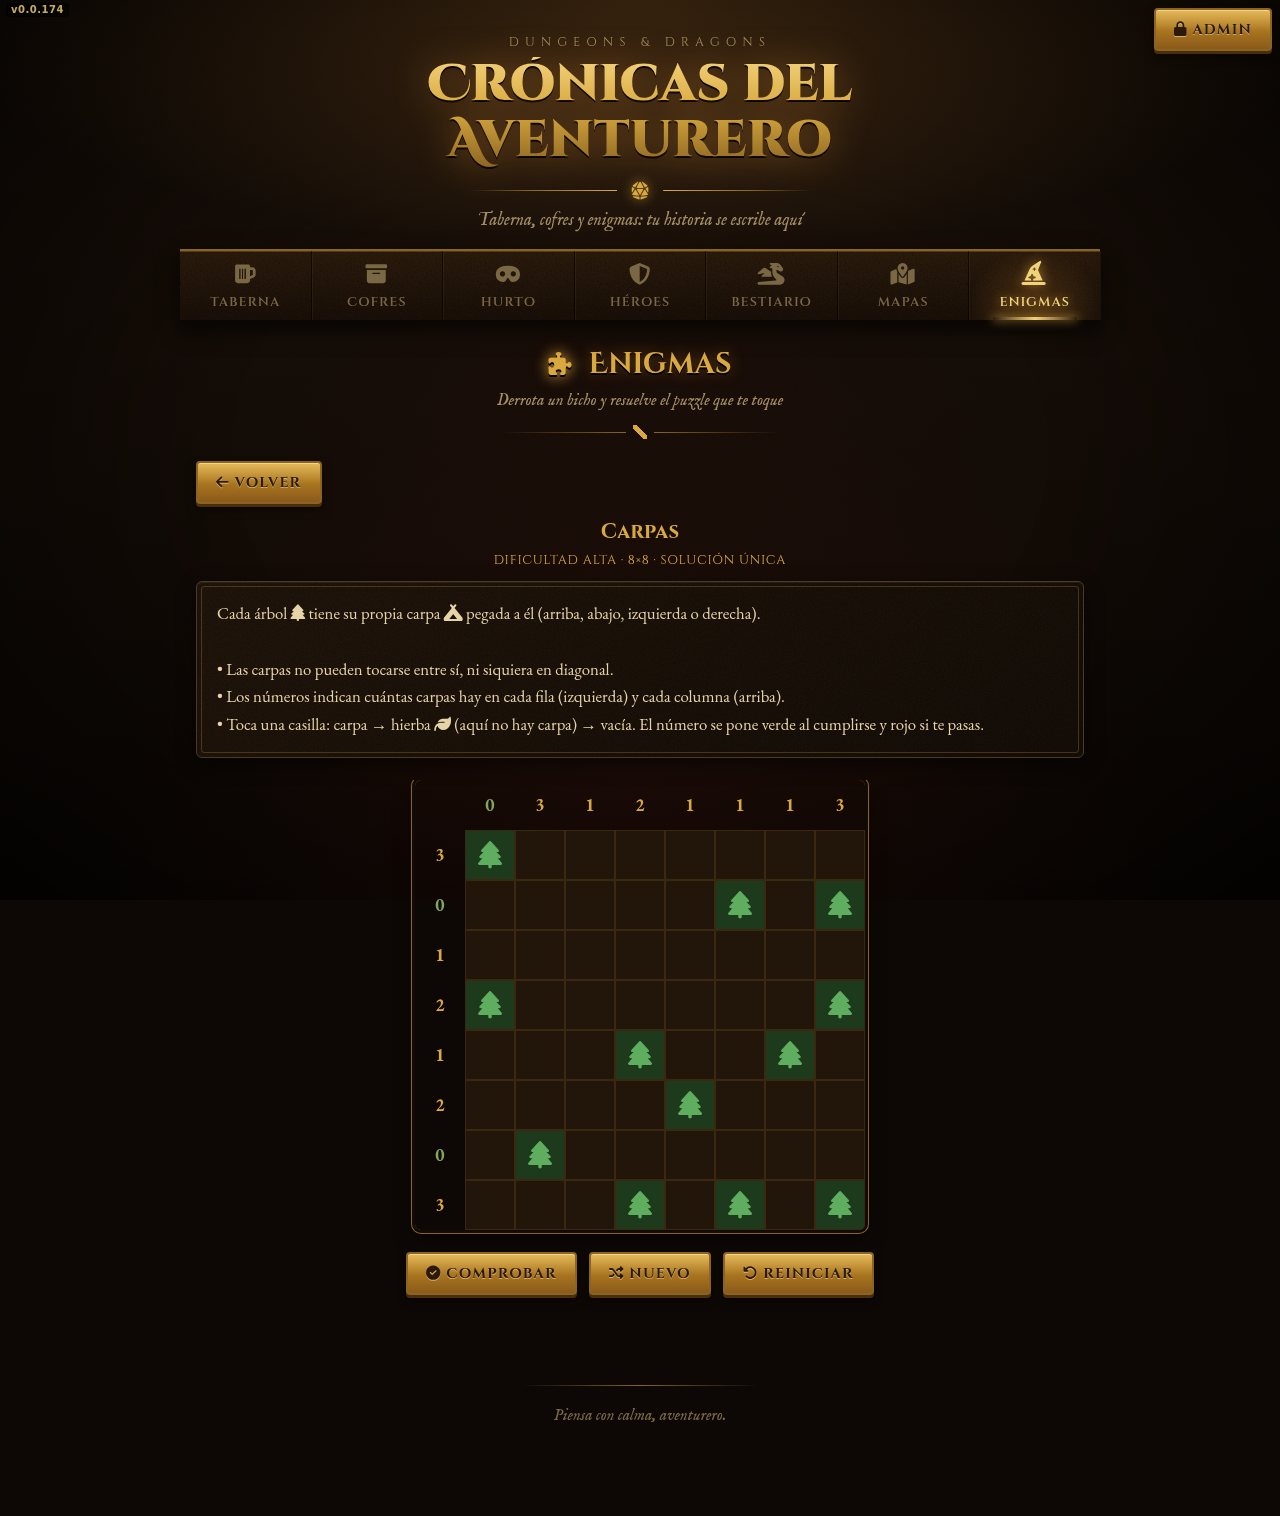 v0.0.174
ADMIN
DUNGEONS & DRAGONS
CRÓNICAS DEL
AVENTURERO
Taberna, cofres y enigmas: tu historia se escribe aquí
TABERNA COFRES HURTO HÉROES BESTIARIO MAPAS ENIGMAS
ENIGMAS
Derrota un bicho y resuelve el puzzle que te toque
← VOLVER
CARPAS
DIFICULTAD ALTA · 8×8 · SOLUCIÓN ÚNICA
Cada árbol tiene su propia carpa pegada a él (arriba, abajo, izquierda o derecha).
• Las carpas no pueden tocarse entre sí, ni siquiera en diagonal.
• Los números indican cuántas carpas hay en cada fila (izquierda) y cada columna (arriba).
• Toca una casilla: carpa → hierba (aquí no hay carpa) → vacía. El número se pone verde al cumplirse y rojo si te pasas.
0 3 1 2 1 1 1 3
3
0
1
2
1
2
0
3
COMPROBAR NUEVO REINICIAR
Piensa con calma, aventurero.